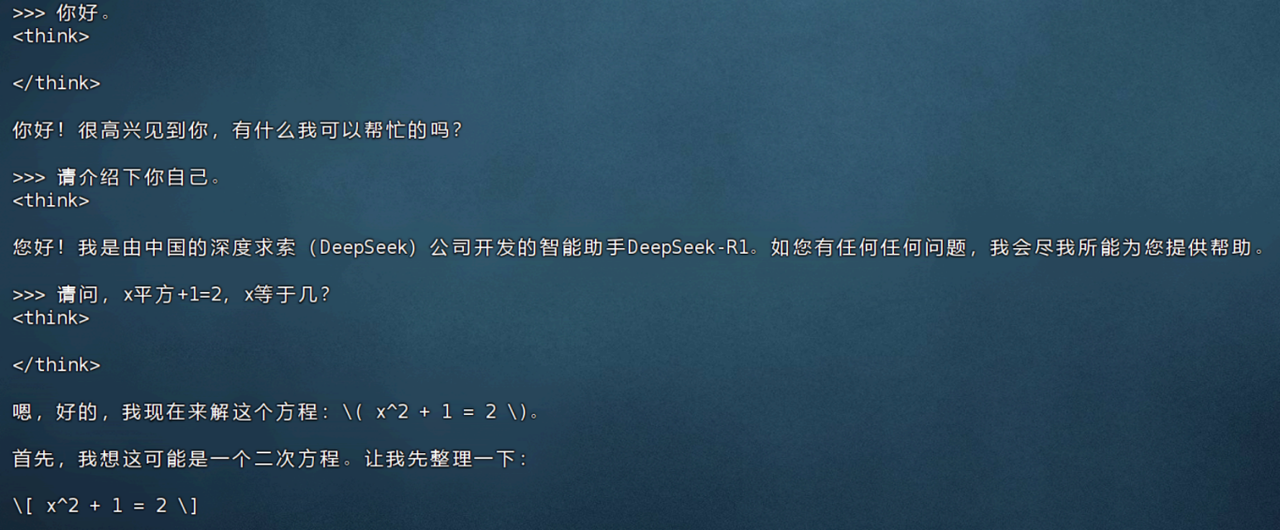 >>> 你好。
<think>
</think>
你好！很高兴见到你，有什么我可以帮忙的吗？
>>> 请介绍下你自己。
<think>
您好！我是由中国的深度求索（DeepSeek）公司开发的智能助手DeepSeek-R1。如您有任何任何问题，我会尽我所能为您提供帮助。
>>> 请问，x平方+1=2，x等于几？
<think>
</think>
嗯，好的，我现在来解这个方程：\( x^2 + 1 = 2 \)。
首先，我想这可能是一个二次方程。让我先整理一下：
\[ x^2 + 1 = 2 \]